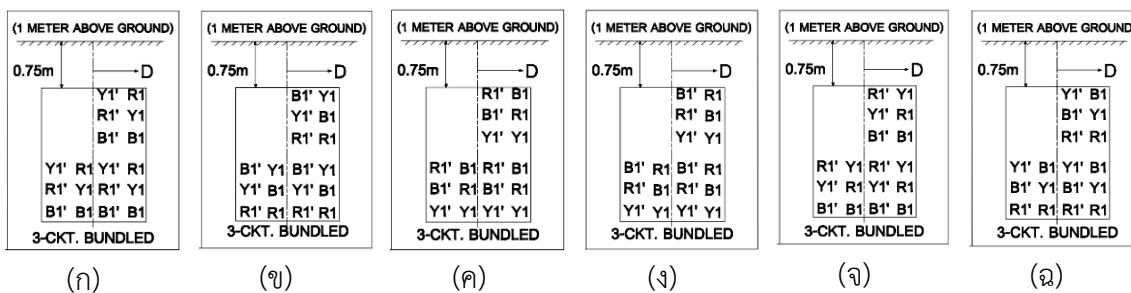 (1 METER ABOVE GROUND)
0.75m
D
Y1' R1
R1' Y1
B1' B1
Y1' R1 Y1' R1
R1' Y1 R1' Y1
B1' B1 B1' B1
3-CKT. BUNDLED
(ก)
(1 METER ABOVE GROUND)
0.75m
D
B1' Y1
Y1' B1
R1' R1
B1' Y1 B1' Y1
Y1' B1 Y1' B1
R1' R1 R1' R1
3-CKT. BUNDLED
(ข)
(1 METER ABOVE GROUND)
0.75m
D
R1' B1
B1' R1
Y1' Y1
R1' B1 R1' B1
B1' R1 B1' R1
Y1' Y1 Y1' Y1
3-CKT. BUNDLED
(ค)
(1 METER ABOVE GROUND)
0.75m
D
B1' R1
R1' B1
Y1' Y1
B1' R1 B1' R1
R1' B1 R1' B1
Y1' Y1 Y1' Y1
3-CKT. BUNDLED
(ง)
(1 METER ABOVE GROUND)
0.75m
D
R1' Y1
Y1' R1
B1' B1
R1' Y1 R1' Y1
Y1' R1 Y1' R1
B1' B1 B1' B1
3-CKT. BUNDLED
(จ)
(1 METER ABOVE GROUND)
0.75m
D
Y1' B1
B1' Y1
R1' R1
Y1' B1 Y1' B1
B1' Y1 B1' Y1
R1' R1 R1' R1
3-CKT. BUNDLED
(ฉ)